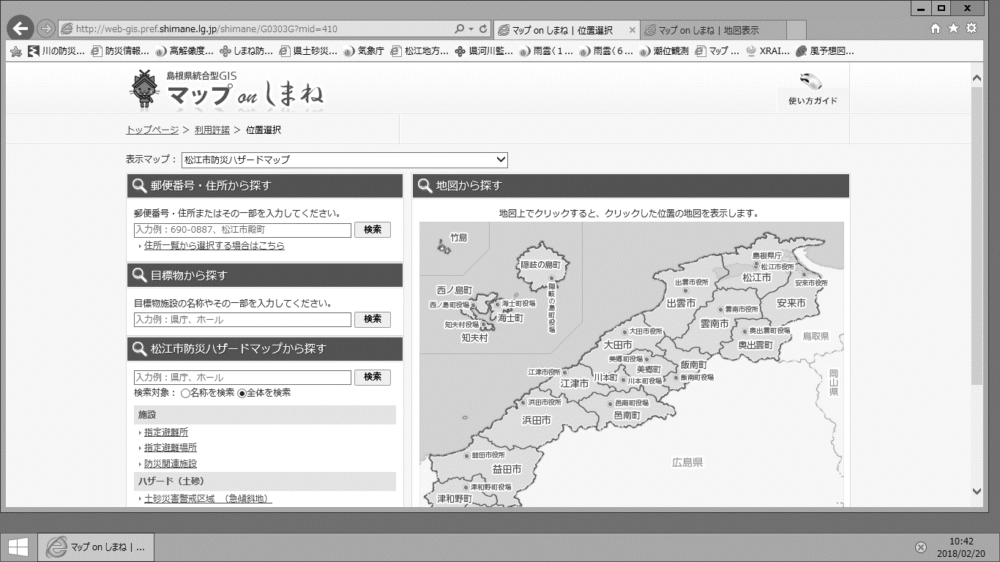 http://web-gis.pref.shimane.lg.jp/shimane/G0303G?mid=410
マップ on しまね | 位置選択
マップ on しまね | 地図表示
川の防災...
防災情報...
高解像度...
しまね防...
県土砂災...
気象庁
松江地方...
県河川監...
雨雲（１...
雨雲（６...
潮位観測
マップ ...
XRAI...
風予想図...
島根県統合型GIS
マップ on しまね
使い方ガイド
トップページ > 利用許諾 > 位置選択
表示マップ： 松江市防災ハザードマップ
郵便番号・住所から探す
郵便番号・住所またはその一部を入力してください。
入力例：690-0887、松江市殿町
検索
住所一覧から選択する場合はこちら
目標物から探す
目標物施設の名称やその一部を入力してください。
入力例：県庁、ホール
検索
松江市防災ハザードマップから探す
入力例：県庁、ホール
検索
検索対象： 名称を検索 全体を検索
施設
指定避難所
指定避難場所
防災関連施設
ハザード（土砂）
土砂災害警戒区域　（急傾斜地）
地図から探す
地図上でクリックすると、クリックした位置の地図を表示します。
竹島
隠岐の島町
隠岐の島町役場
西ノ島町
西ノ島町役場
海士町役場
海士町
知夫村役場
知夫村
島根県庁
松江市役所
松江市
安来市役所
安来市
出雲市役所
出雲市
雲南市役所
雲南市
奥出雲町役場
奥出雲町
鳥取県
大田市役所
大田市
美郷町役場
美郷町
飯南町
飯南町役場
江津市役所
江津市
川本町
川本町役場
岡山県
浜田市役所
浜田市
邑南町役場
邑南町
益田市役所
益田市
広島県
津和野町役場
津和野町
マップ on しまね | ...
10:42
2018/02/20